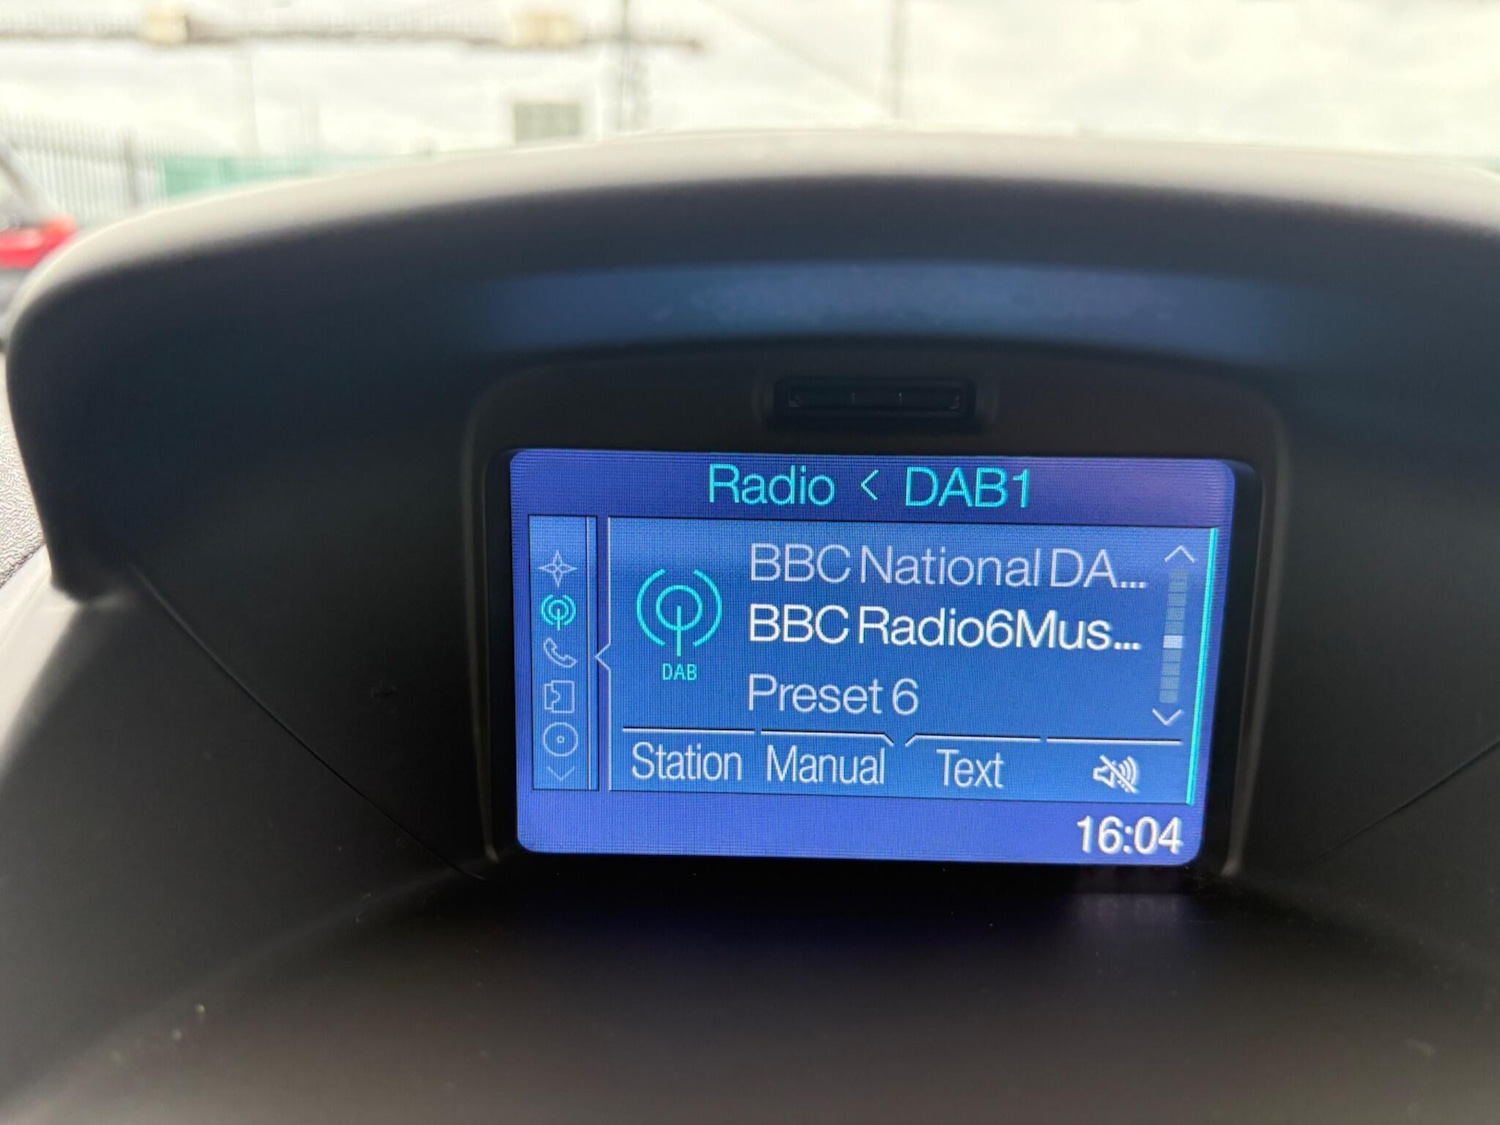 Radio < DAB1
BBC National DA...
BBC Radio6Mus...
DAB
Preset 6
Station Manual Text
16:04